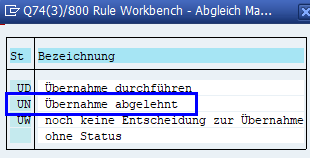 Q74(3)/800 Rule Workbench - Abgleich Ma...
St Bezeichnung
UD Übernahme durchführen
UN Übernahme abgelehnt
UW noch keine Entscheidung zur Übernahme
ohne Status